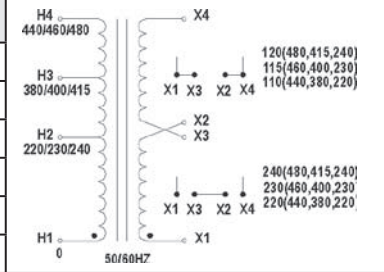 H4
440/460/480
H3
380/400/415
H2
220/230/240
H1
0
50/60HZ
X4
X2
X3
X1
120(480,415,240)
115(460,400,230)
110(440,380,220)
X1 X3 X2 X4
240(480,415,240)
230(460,400,230
220(440,380,220
X1 X3 X2 X4